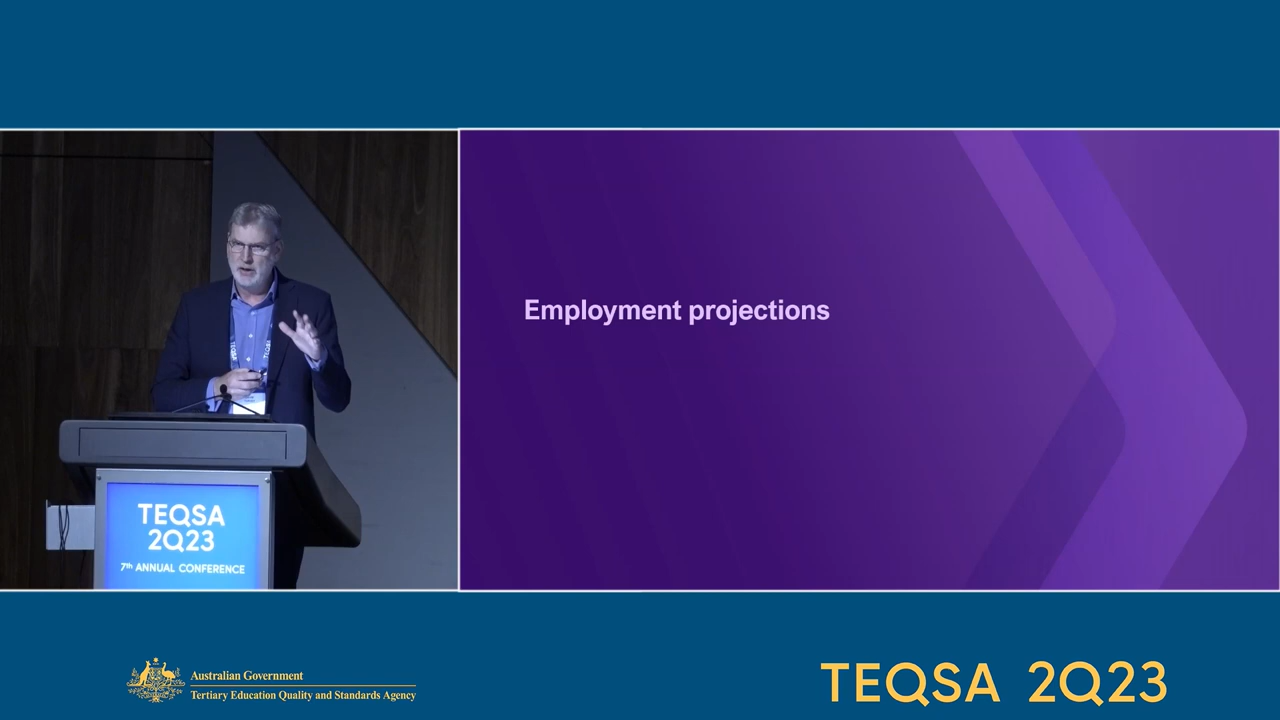 Employment projections
TEQSA
2Q23
7th ANNUAL CONFERENCE
Australian Government
Tertiary Education Quality and Standards Agency
TEQSA 2Q23